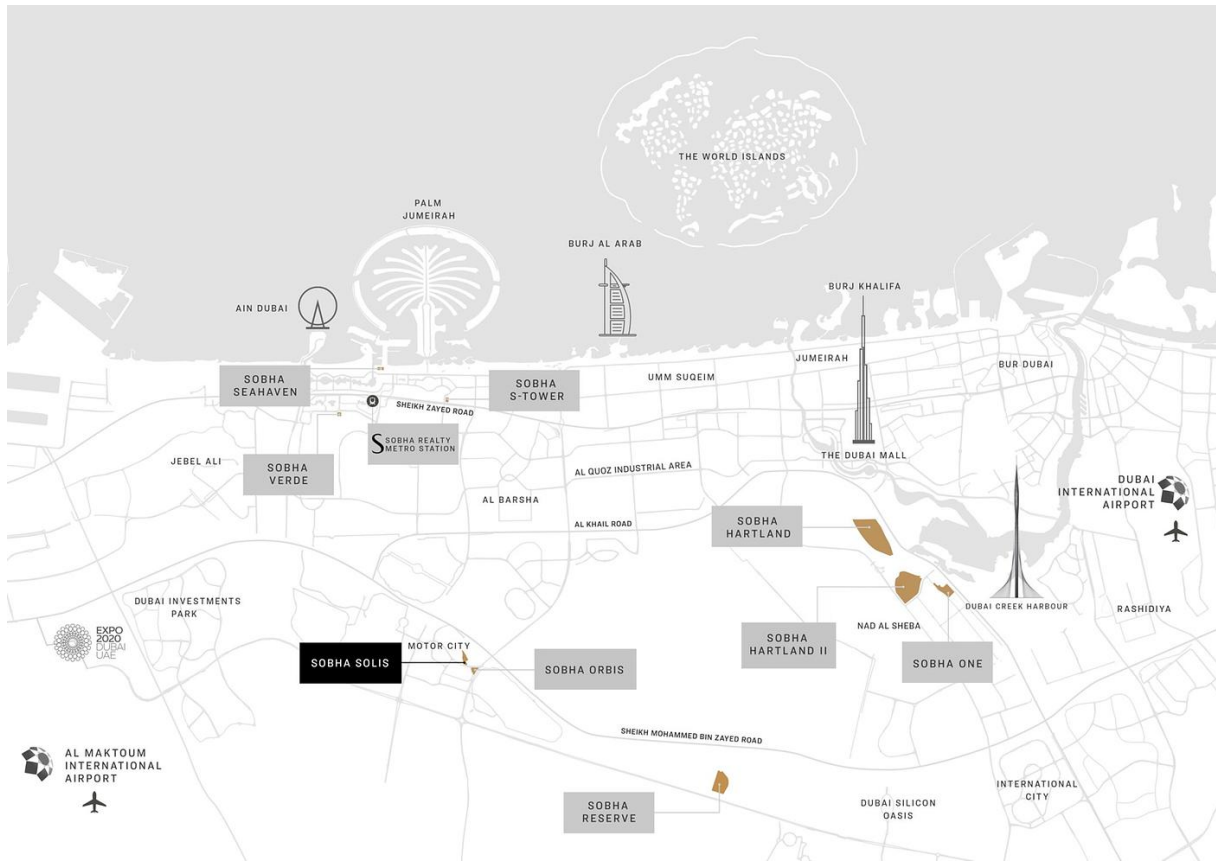 THE WORLD ISLANDS
PALM
JUMEIRAH
BURJ AL ARAB
AIN DUBAI
BURJ KHALIFA
JUMEIRAH
BUR DUBAI
UMM SUQEIM
SOBHA
SEAHAVEN
SOBHA
S-TOWER
SHEIKH ZAYED ROAD
S SOBHA REALTY
METRO STATION
JEBEL ALI
SOBHA
VERDE
THE DUBAI MALL
AL QUOZ INDUSTRIAL AREA
AL BARSHA
DUBAI
INTERNATIONAL
AIRPORT
AL KHAIL ROAD
SOBHA
HARTLAND
DUBAI INVESTMENTS
PARK
DUBAI CREEK HARBOUR
RASHIDIYA
EXPO
2020
DUBAI
UAE
NAD AL SHEBA
SOBHA
HARTLAND II
SOBHA ONE
MOTOR CITY
SOBHA SOLIS
SOBHA ORBIS
SHEIKH MOHAMMED BIN ZAYED ROAD
AL MAKTOUM
INTERNATIONAL
AIRPORT
INTERNATIONAL
CITY
SOBHA
RESERVE
DUBAI SILICON
OASIS